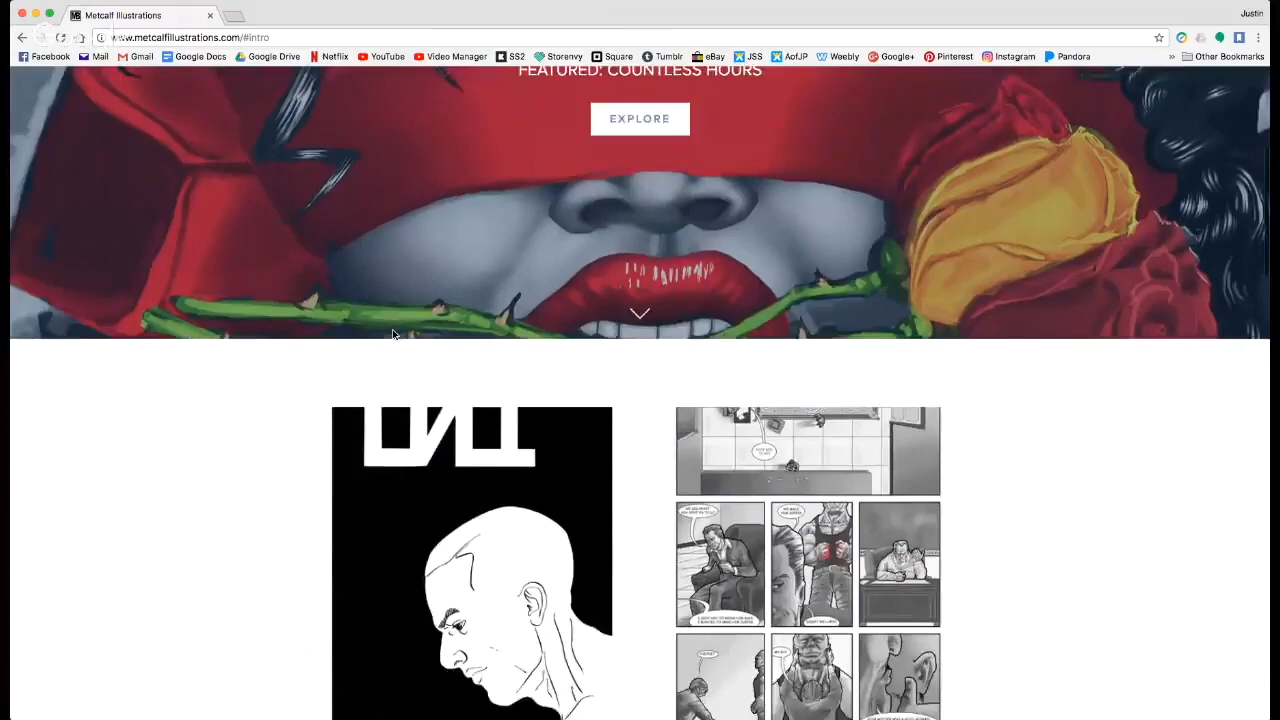 Metcalf Illustrations
Justin
www.metcalfillustrations.com/#intro
Facebook Mail Gmail Google Docs Google Drive Netflix YouTube Video Manager SS2 Storenvy Square Tumblr eBay JSS AofJP Weebly Google+ Pinterest Instagram Pandora » Other Bookmarks
FEATURED: COUNTLESS HOURS
EXPLORE